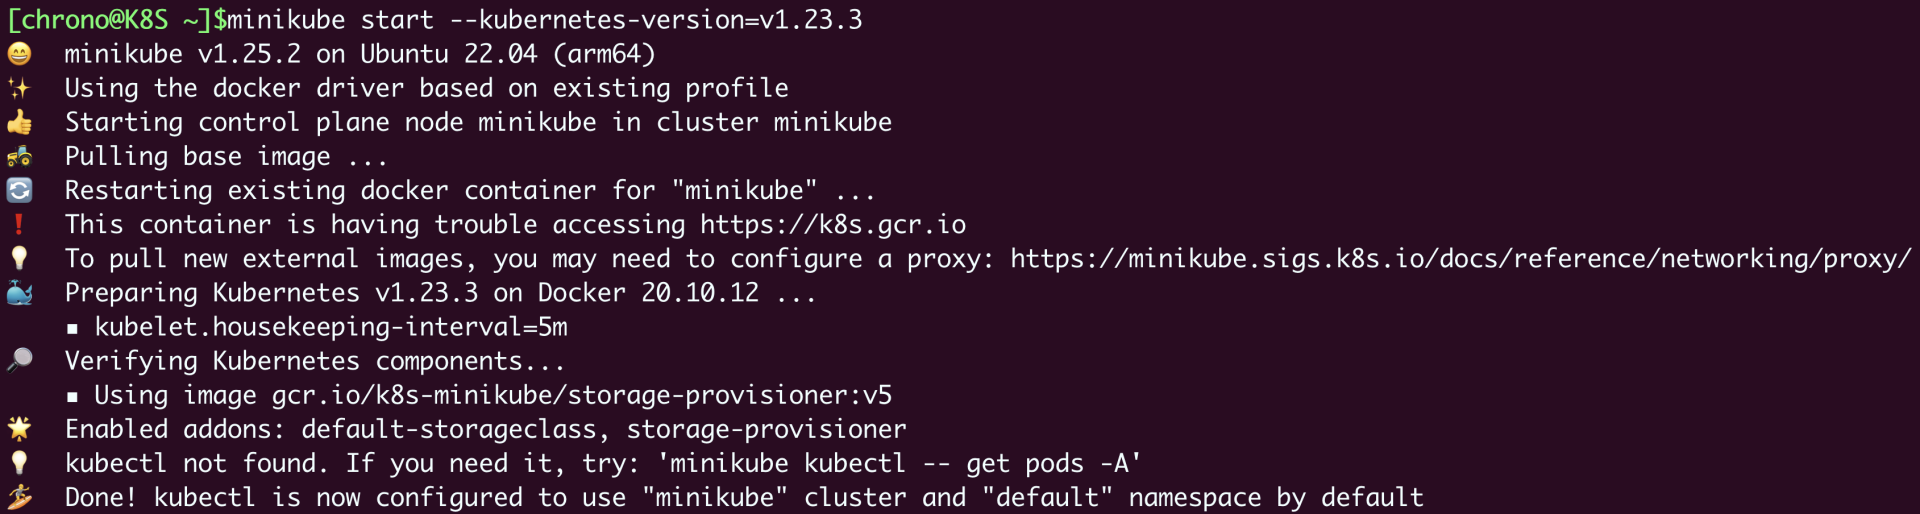 [chrono@K8S ~]$minikube start --kubernetes-version=v1.23.3
😄 minikube v1.25.2 on Ubuntu 22.04 (arm64)
✨ Using the docker driver based on existing profile
👍 Starting control plane node minikube in cluster minikube
🚜 Pulling base image ...
🔄 Restarting existing docker container for "minikube" ...
❗ This container is having trouble accessing https://k8s.gcr.io
💡 To pull new external images, you may need to configure a proxy: https://minikube.sigs.k8s.io/docs/reference/networking/proxy/
🐳 Preparing Kubernetes v1.23.3 on Docker 20.10.12 ...
▪ kubelet.housekeeping-interval=5m
🔎 Verifying Kubernetes components...
▪ Using image gcr.io/k8s-minikube/storage-provisioner:v5
🌟 Enabled addons: default-storageclass, storage-provisioner
💡 kubectl not found. If you need it, try: 'minikube kubectl -- get pods -A'
🏄 Done! kubectl is now configured to use "minikube" cluster and "default" namespace by default